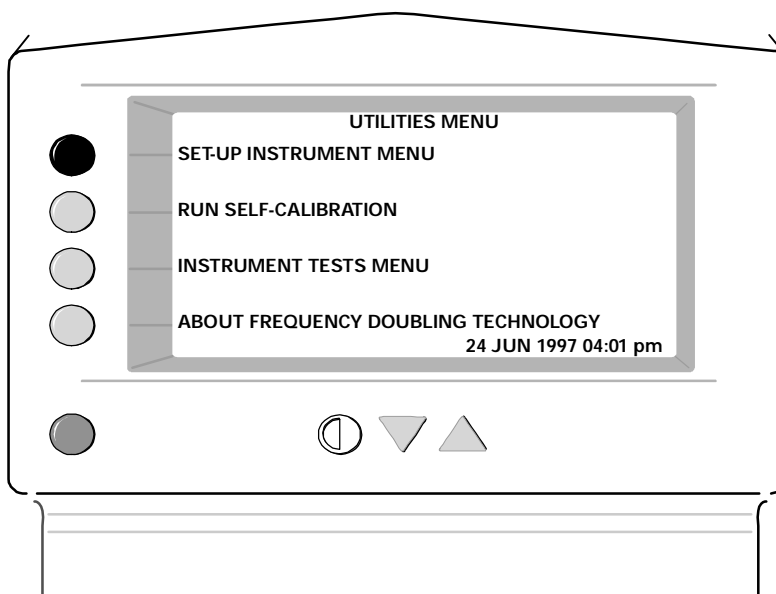 UTILITIES MENU
SET-UP INSTRUMENT MENU
RUN SELF-CALIBRATION
INSTRUMENT TESTS MENU
ABOUT FREQUENCY DOUBLING TECHNOLOGY
24 JUN 1997 04:01 pm